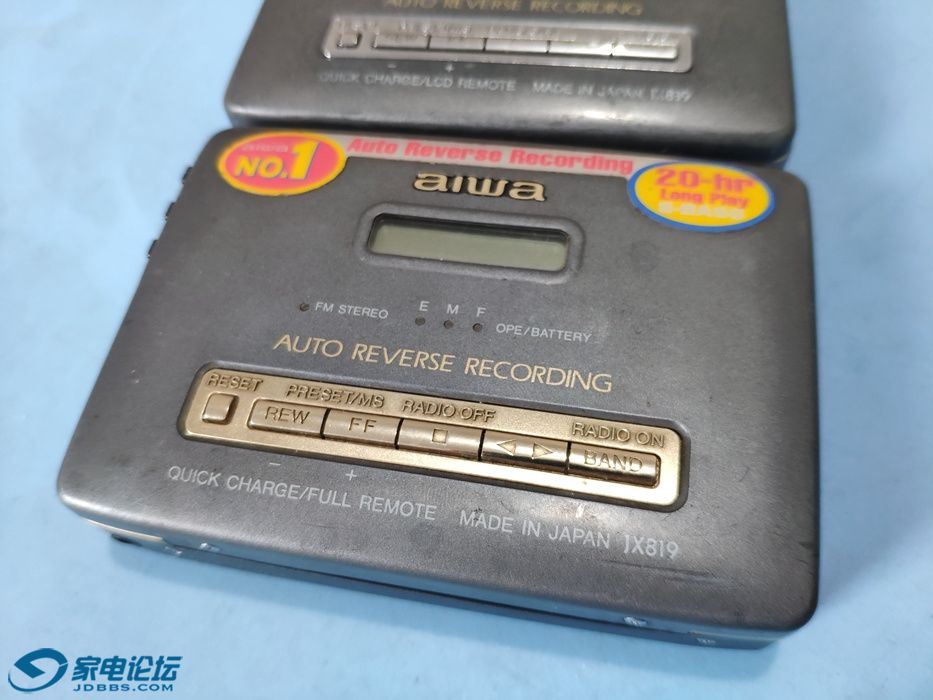 AUTO REVERSE RECORDING
QUICK CHARGE/LCD REMOTE MADE IN JAPAN
aiwa
NO.1
Auto Reverse Recording
20-hr
Long Play
aiwa
FM STEREO
E M F
OPE/BATTERY
AUTO REVERSE RECORDING
RESET
PRESET/MS
RADIO OFF
RADIO ON
REW
FF
BAND
- +
QUICK CHARGE/FULL REMOTE MADE IN JAPAN JX819
家电论坛
JDBBS.COM